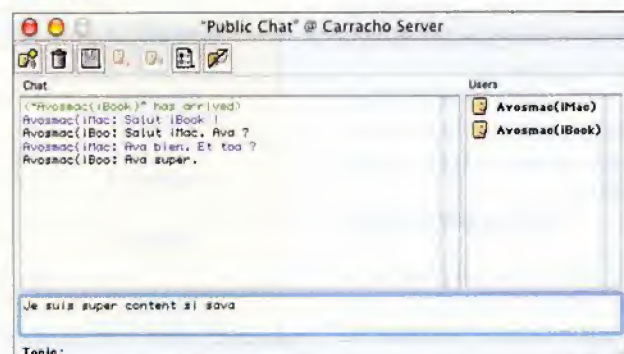 "Public Chat" @ Carracho Server
Chat
Users
("Avosmac(iBook)" has arrived)
Avosmac(iMac: Salut iBook !
Avosmac(iBoo: Salut iMac. Ava ?
Avosmac(iMac: Ava bien. Et toa ?
Avosmac(iBoo: Ava super.
Avosmac(iMac)
Avosmac(iBook)
Je suis super content si sava
Topic: